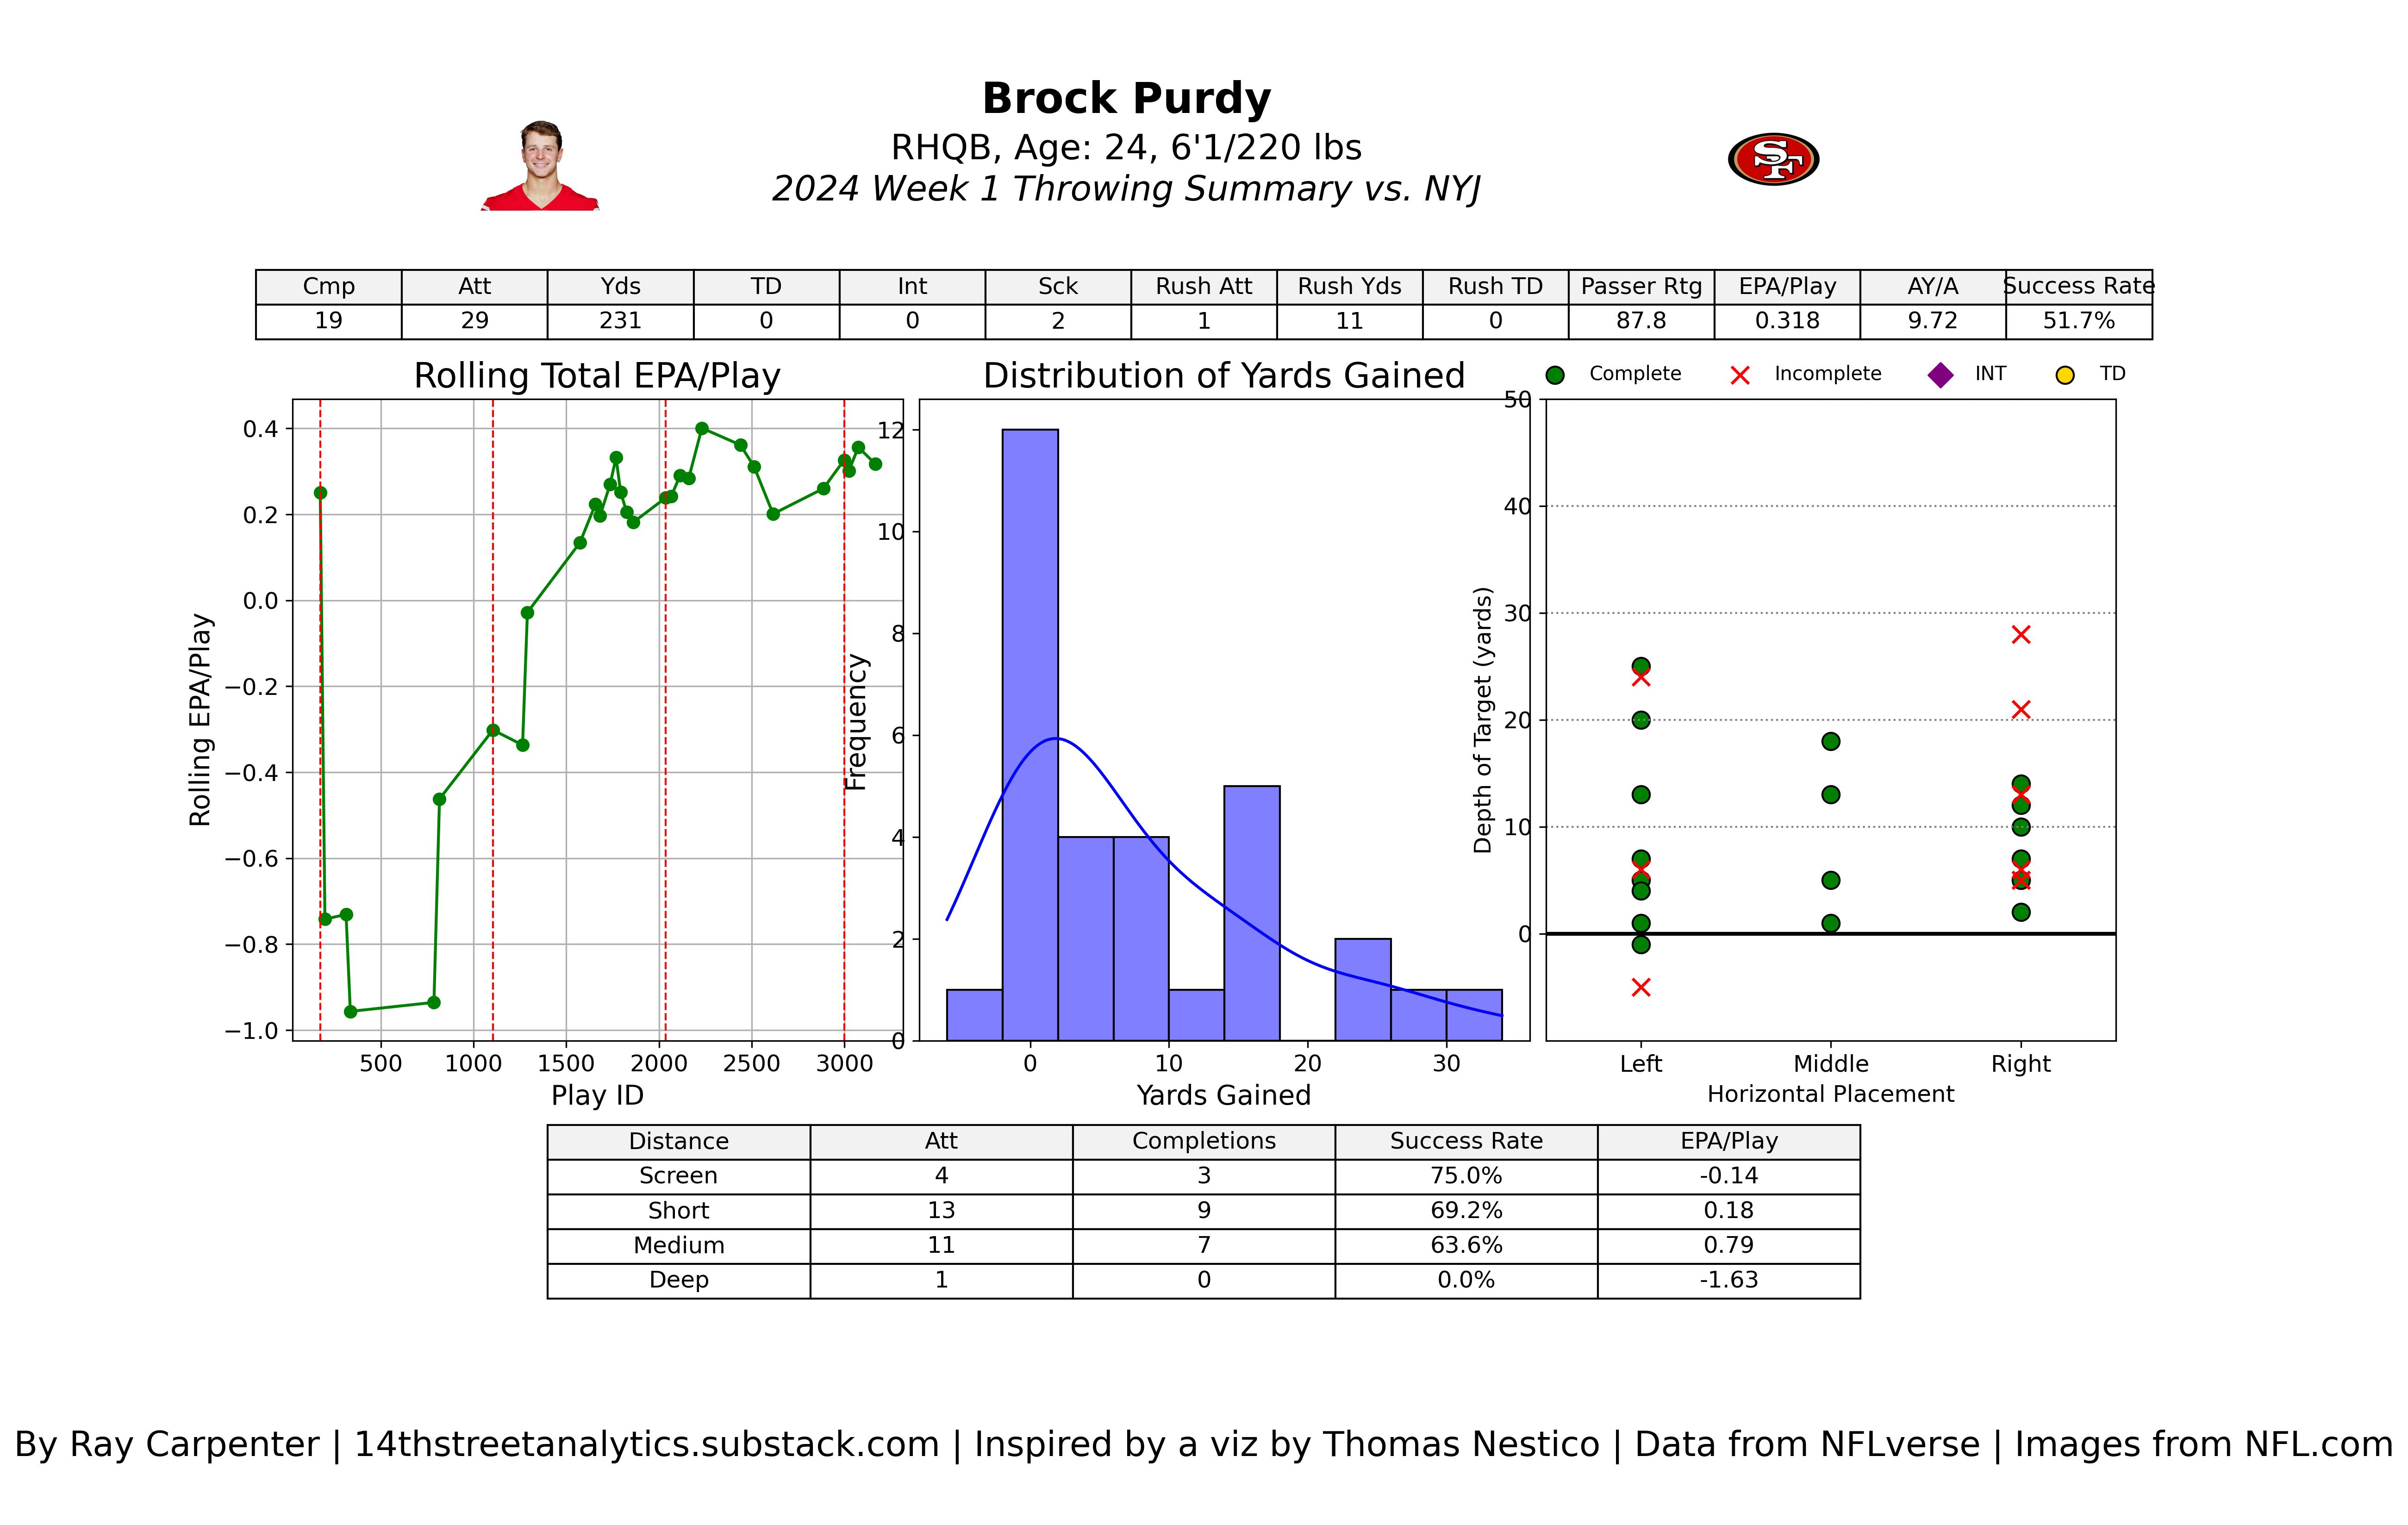 Brock Purdy
RHQB, Age: 24, 6'1/220 lbs
2024 Week 1 Throwing Summary vs. NYJ
SF
Cmp Att Yds TD Int Sck Rush Att Rush Yds Rush TD Passer Rtg EPA/Play AY/A Success Rate
19 29 231 0 0 2 1 11 0 87.8 0.318 9.72 51.7%
Rolling Total EPA/Play
0.4
0.2
0.0
−0.2
−0.4
−0.6
−0.8
−1.0
Rolling EPA/Play
500 1000 1500 2000 2500 3000
Play ID
Distribution of Yards Gained
12
10
8
6
4
2
0
Frequency
0 10 20 30
Yards Gained
Complete Incomplete INT TD
50
40
30
20
10
0
Depth of Target (yards)
Left Middle Right
Horizontal Placement
Distance Att Completions Success Rate EPA/Play
Screen 4 3 75.0% -0.14
Short 13 9 69.2% 0.18
Medium 11 7 63.6% 0.79
Deep 1 0 0.0% -1.63
By Ray Carpenter | 14thstreetanalytics.substack.com | Inspired by a viz by Thomas Nestico | Data from NFLverse | Images from NFL.com